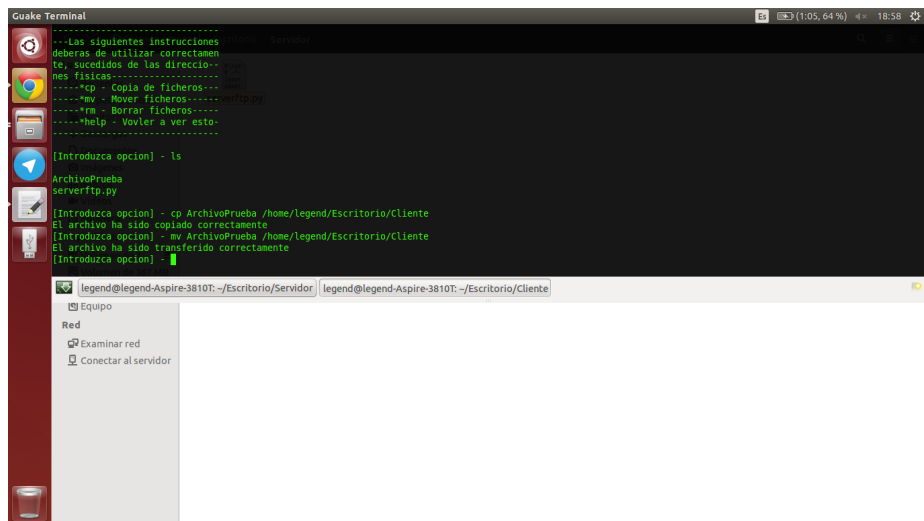 Guake Terminal
Es (1:05, 64 %) 18:58
---------------------------------
---Las siguientes instrucciones
deberas de utilizar correctamen
te, sucedidos de las direccio--
nes fisicas--------------------
-----*cp - Copia de ficheros---
-----*mv - Mover ficheros------
-----*rm - Borrar ficheros-----
-----*help - Vovler a ver esto-
---------------------------------
[Introduzca opcion] - ls
ArchivoPrueba
serverftp.py
[Introduzca opcion] - cp ArchivoPrueba /home/legend/Escritorio/Cliente
El archivo ha sido copiado correctamente
[Introduzca opcion] - mv ArchivoPrueba /home/legend/Escritorio/Cliente
El archivo ha sido transferido correctamente
[Introduzca opcion] -
legend@legend-Aspire-3810T: ~/Escritorio/Servidor legend@legend-Aspire-3810T: ~/Escritorio/Cliente
Equipo
Red
Examinar red
Conectar al servidor